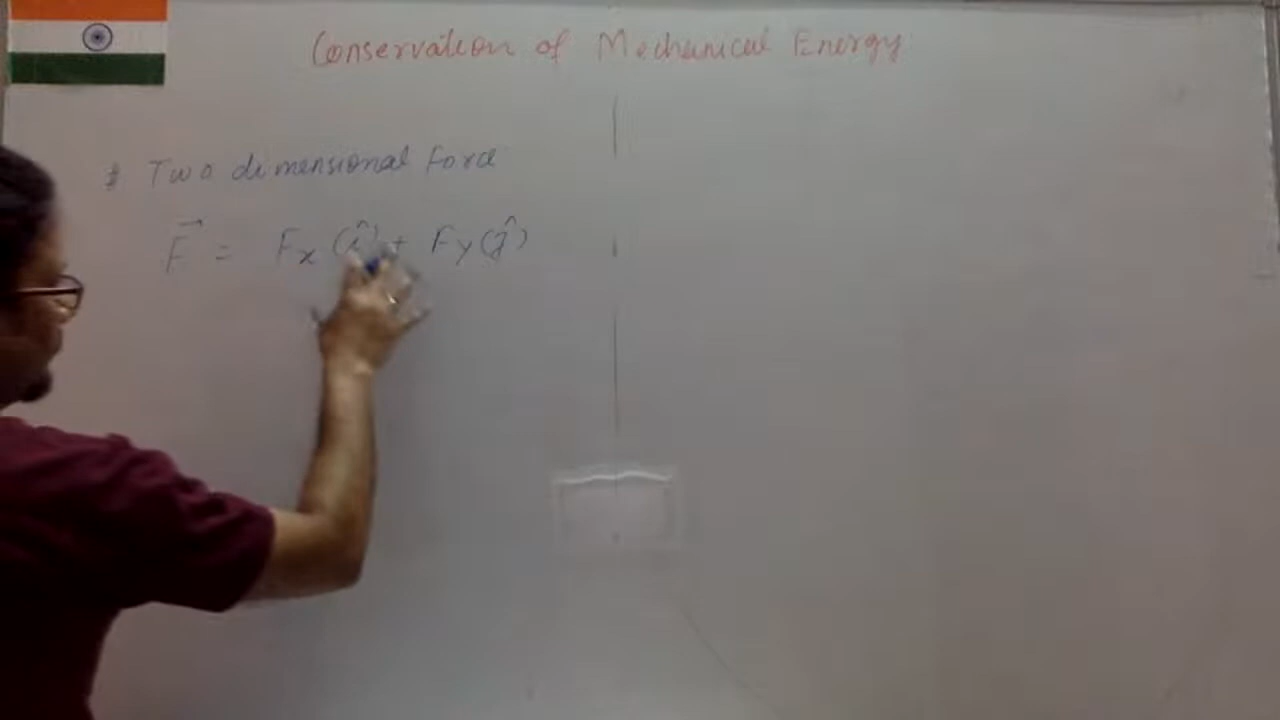 Conservation of Mechanical Energy
# Two dimensional Force
F⃗ = Fx (î) + Fy (ĵ)